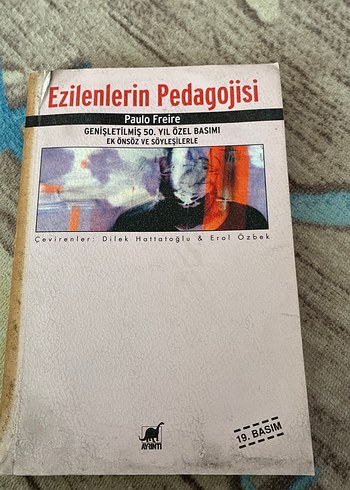 Ezilenlerin Pedagojisi
Paulo Freire
GENİŞLETİLMİŞ 50. YIL ÖZEL BASIMI
EK ÖNSÖZ VE SÖYLEŞİLERLE
Çevirenler: Dilek Hattatoğlu & Erol Özbek
AYRINTI
19. BASIM